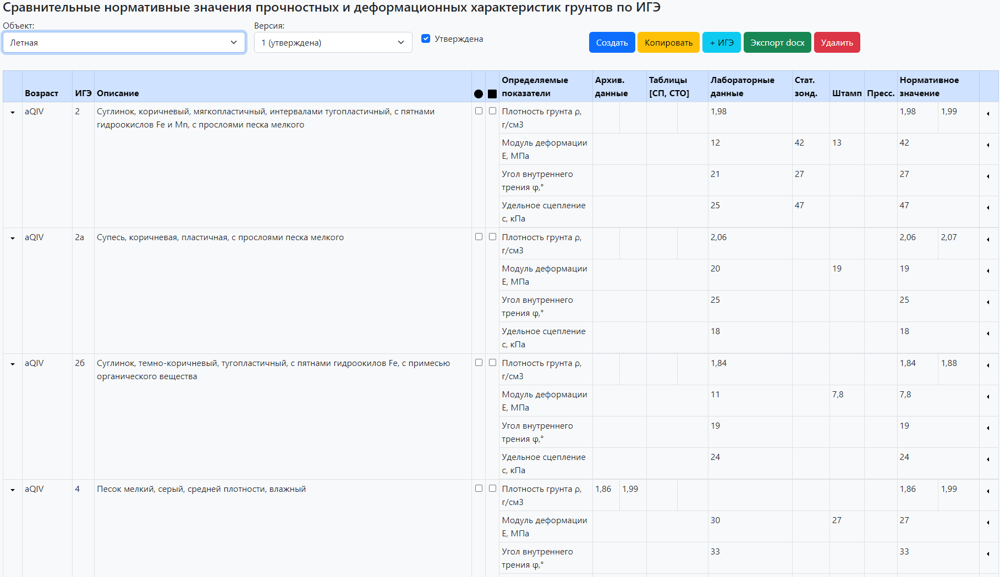 Сравнительные нормативные значения прочностных и деформационных характеристик грунтов по ИГЭ
Объект:
Версия:
Летная
1 (утверждена)
Утверждена
Создать
Копировать
+ ИГЭ
Экспорт docx
Удалить
Возраст
ИГЭ
Описание
Определяемые
показатели
Архив.
данные
Таблицы
[СП, СТО]
Лабораторные
данные
Стат.
зонд.
Штамп
Пресс.
Нормативное
значение
aQIV
2
Суглинок, коричневый, мягкопластичный, интервалами тугопластичный, с пятнами
гидроокислов Fe и Mn, с прослоями песка мелкого
Плотность грунта ρ,
г/см3
1,98
1,98
1,99
Модуль деформации
E, МПа
12
42
13
42
Угол внутреннего
трения φ,°
21
27
27
Удельное сцепление
с, кПа
25
47
47
aQIV
2а
Супесь, коричневая, пластичная, с прослоями песка мелкого
Плотность грунта ρ,
г/см3
2,06
2,06
2,07
Модуль деформации
E, МПа
20
19
19
Угол внутреннего
трения φ,°
25
25
Удельное сцепление
с, кПа
18
18
aQIV
2б
Суглинок, темно-коричневый, тугопластичный, с пятнами гидроокилов Fe, с примесью
органического вещества
Плотность грунта ρ,
г/см3
1,84
1,84
1,88
Модуль деформации
E, МПа
11
7,8
7,8
Угол внутреннего
трения φ,°
19
19
Удельное сцепление
с, кПа
24
24
aQIV
4
Песок мелкий, серый, средней плотности, влажный
Плотность грунта ρ,
г/см3
1,86
1,99
1,86
1,99
Модуль деформации
E, МПа
30
27
27
Угол внутреннего
трения φ,°
33
33